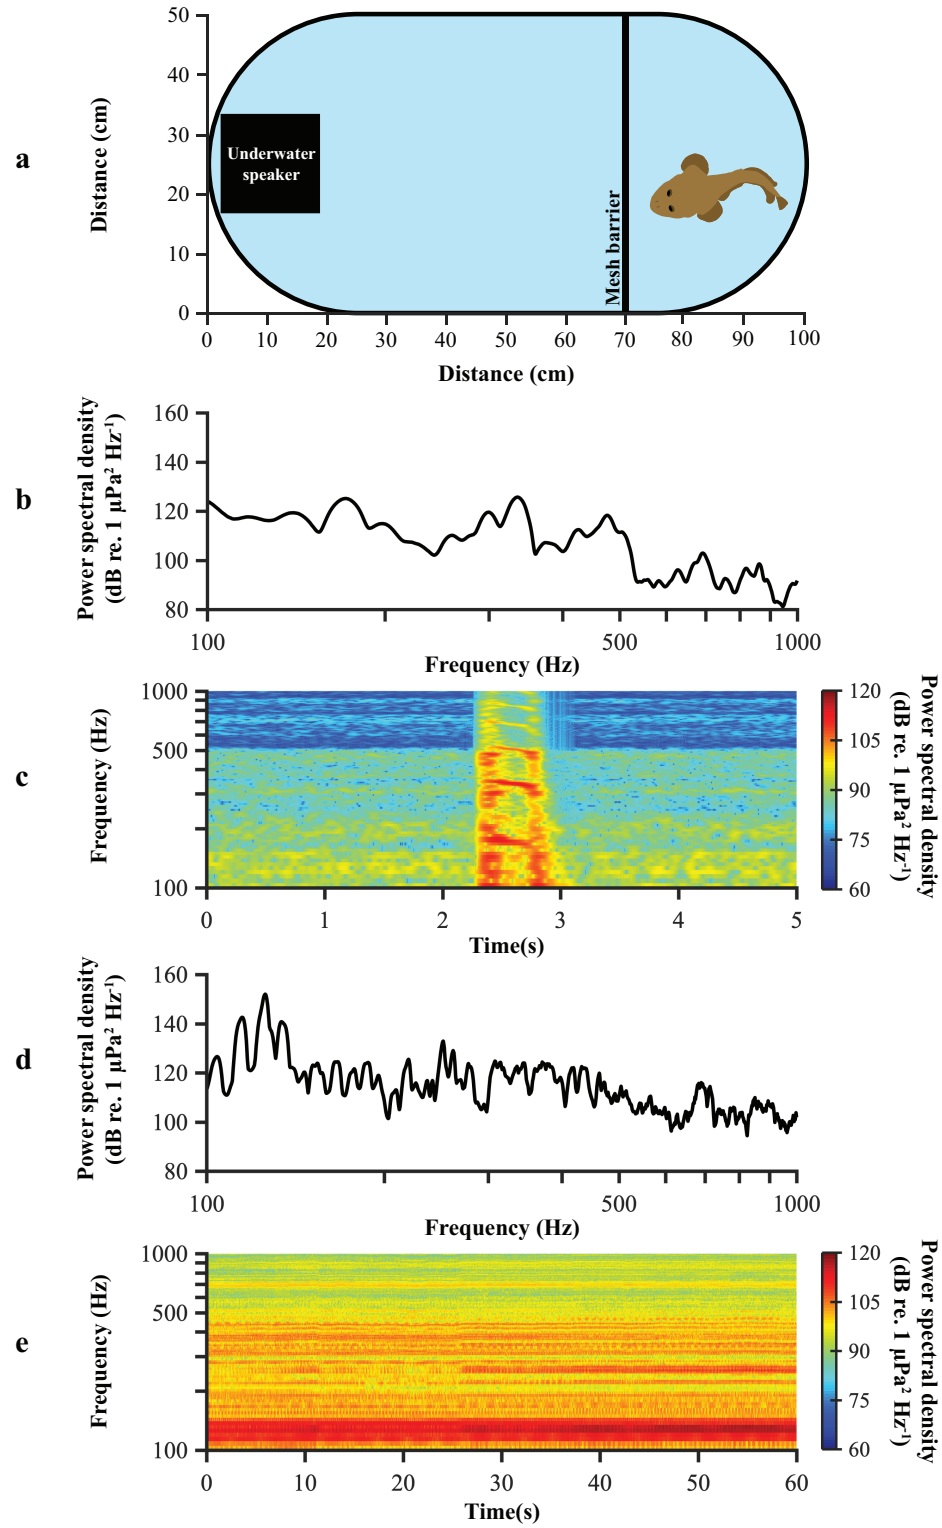 a
Distance (cm)
50
40
30
20
10
0
Underwater
speaker
Mesh barrier
0 10 20 30 40 50 60 70 80 90 100
Distance (cm)
b
Power spectral density
(dB re. 1 µPa² Hz⁻¹)
160
140
120
100
80
100 500 1000
Frequency (Hz)
c
Frequency (Hz)
1000
500
100
0 1 2 3 4 5
Time(s)
120
105
90
75
60
Power spectral density
(dB re. 1 µPa² Hz⁻¹)
d
Power spectral density
(dB re. 1 µPa² Hz⁻¹)
160
140
120
100
80
100 500 1000
Frequency (Hz)
e
Frequency (Hz)
1000
500
100
0 10 20 30 40 50 60
Time(s)
120
105
90
75
60
Power spectral density
(dB re. 1 µPa² Hz⁻¹)